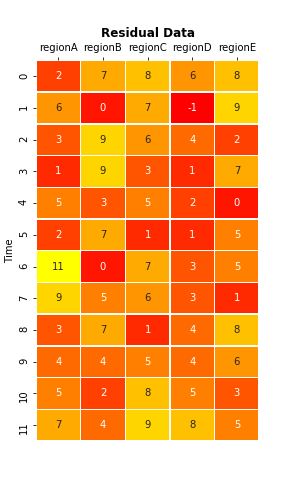 Residual Data
regionA regionB regionC regionD regionE
0 2 7 8 6 8
1 6 0 7 -1 9
2 3 9 6 4 2
3 1 9 3 1 7
4 5 3 5 2 0
5 2 7 1 1 5
Time
6 11 0 7 3 5
7 9 5 6 3 1
8 3 7 1 4 8
9 4 4 5 4 6
10 5 2 8 5 3
11 7 4 9 8 5